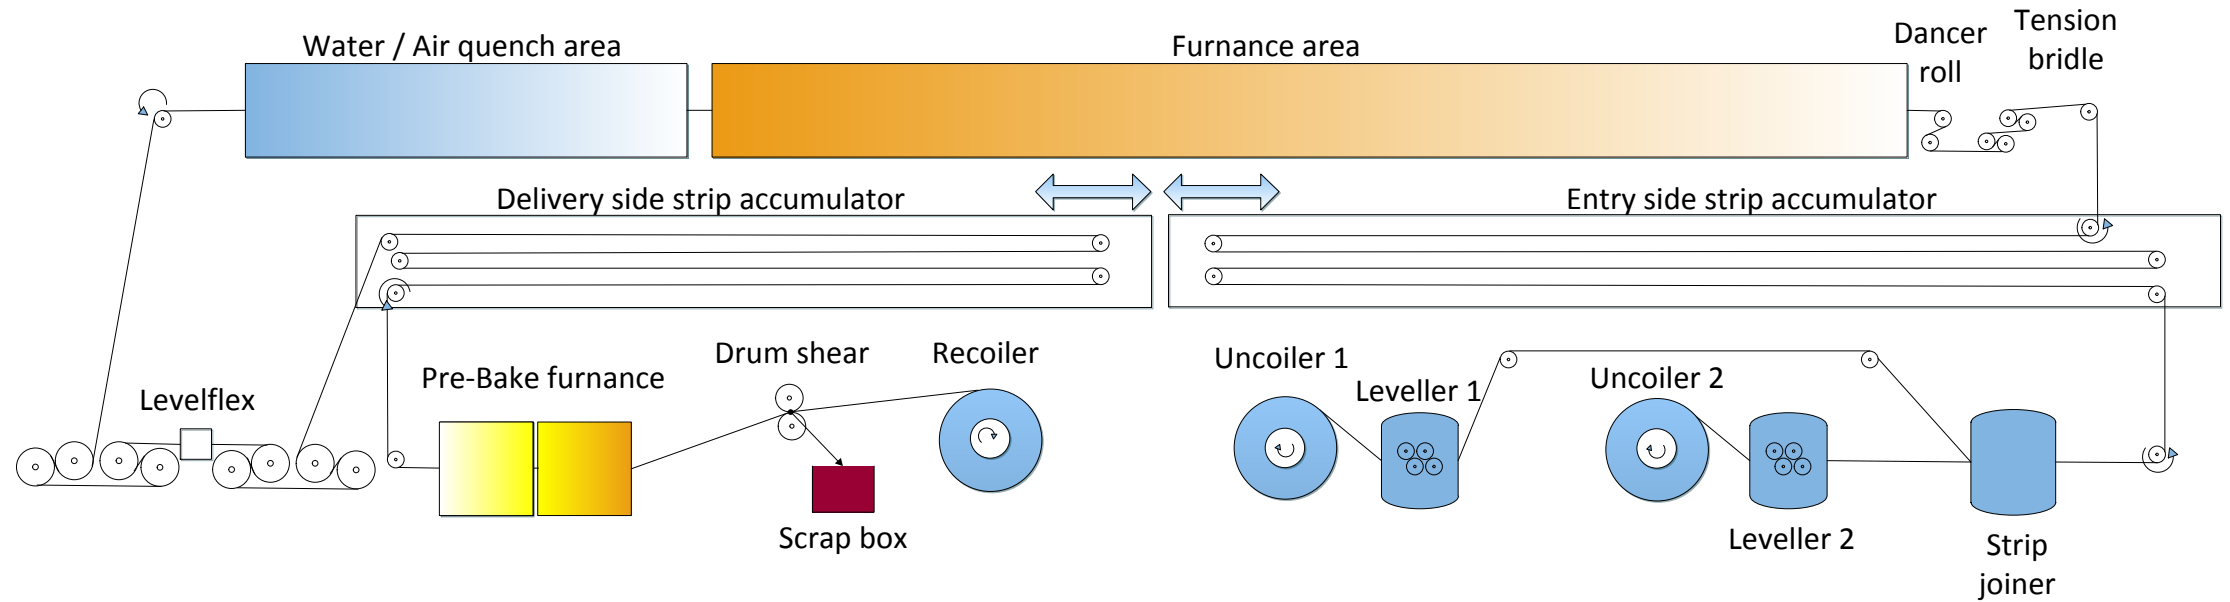 Water / Air quench area
Furnance area
Dancer
roll
Tension
bridle
Delivery side strip accumulator
Entry side strip accumulator
Levelflex
Pre-Bake furnance
Drum shear
Recoiler
Scrap box
Uncoiler 1
Leveller 1
Uncoiler 2
Leveller 2
Strip
joiner